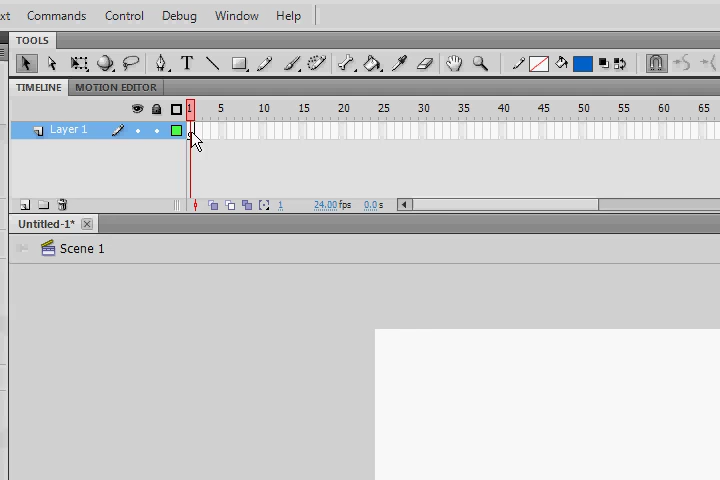 xt Commands Control Debug Window Help
TOOLS
T
TIMELINE MOTION EDITOR
1 5 10 15 20 25 30 35 40 45 50 55 60 65
Layer 1
1 24.00 fps 0.0 s
Untitled-1*
Scene 1